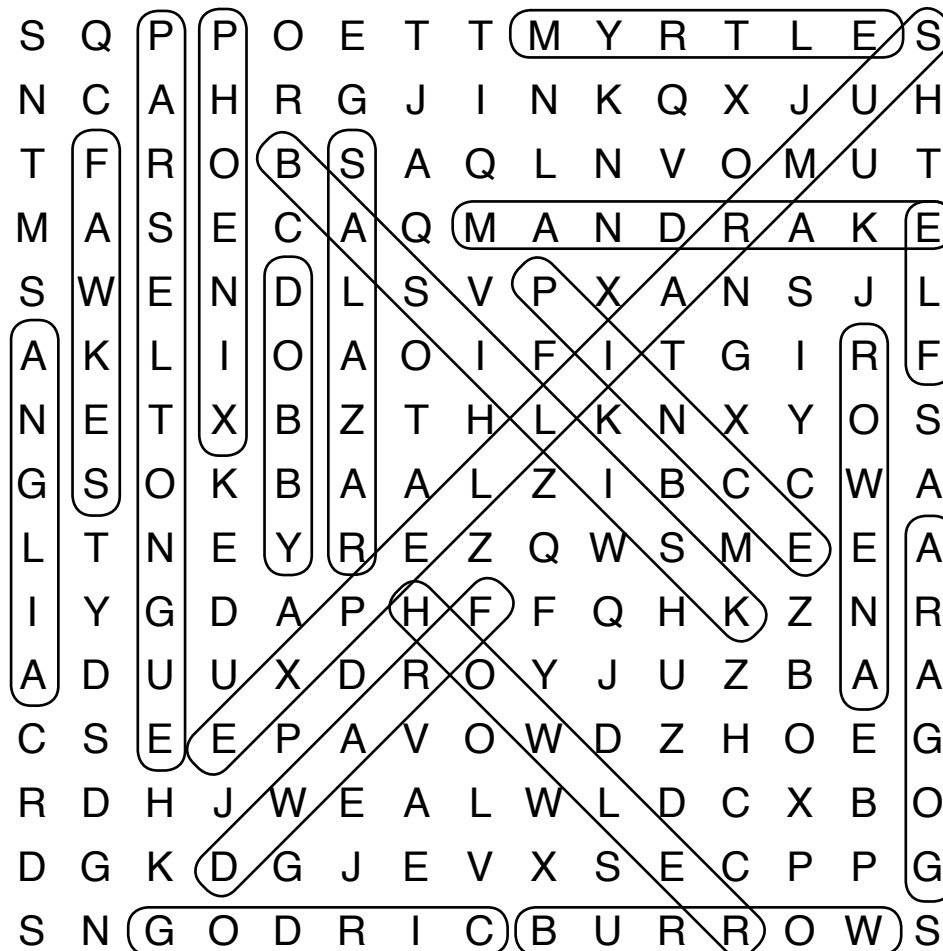 S Q P P O E T T M Y R T L E S
N C A H R G J I N K Q X J U H
T F R O B S A Q L N V O M U T
M A S E C A Q M A N D R A K E
S W E N D L S V P X A N S J L
A K L I O A O I F I T G I R F
N E T X B Z T H L K N X Y O S
G S O K B A A L Z I B C C W A
L T N E Y R E Z Q W S M E E A
I Y G D A P H F F Q H K Z N R
A D U U X D R O Y J U Z B A A
C S E E P A V O W D Z H O E G
R D H J W E A L W L D C X B O
D G K D G J E V X S E C P P G
S N G O D R I C B U R R O W S